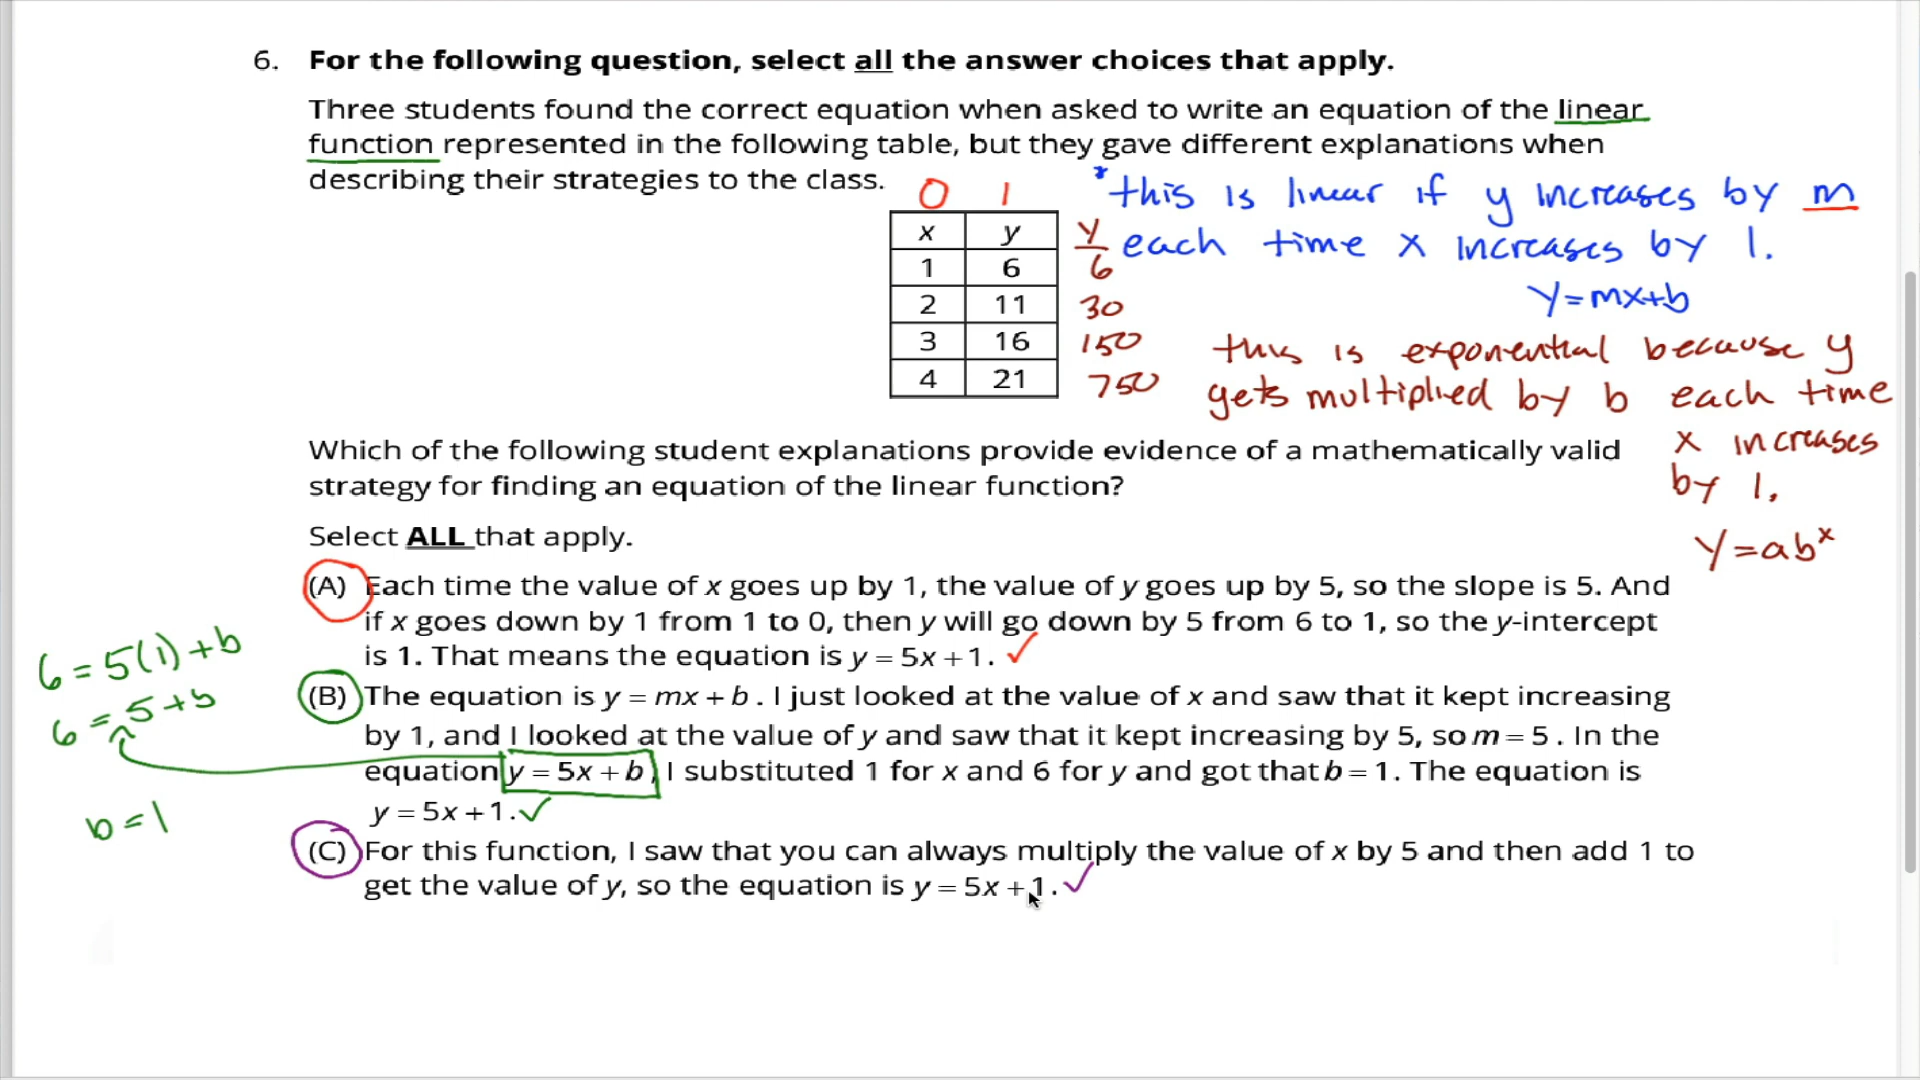 6. For the following question, select all the answer choices that apply.
Three students found the correct equation when asked to write an equation of the linear
function represented in the following table, but they gave different explanations when
describing their strategies to the class.
0 1
x y
1 6
2 11
3 16
4 21
y
6
30
150
750
*this is linear if y increases by m
each time x increases by 1.
y=mx+b
this is exponential because y
gets multiplied by b each time
x increases
by 1.
y=abˣ
Which of the following student explanations provide evidence of a mathematically valid
strategy for finding an equation of the linear function?
Select ALL that apply.
(A) Each time the value of x goes up by 1, the value of y goes up by 5, so the slope is 5. And
if x goes down by 1 from 1 to 0, then y will go down by 5 from 6 to 1, so the y-intercept
is 1. That means the equation is y = 5x + 1. ✓
(B) The equation is y = mx + b. I just looked at the value of x and saw that it kept increasing
by 1, and I looked at the value of y and saw that it kept increasing by 5, so m = 5. In the
equation y = 5x + b, I substituted 1 for x and 6 for y and got that b = 1. The equation is
y = 5x + 1. ✓
(C) For this function, I saw that you can always multiply the value of x by 5 and then add 1 to
get the value of y, so the equation is y = 5x + 1. ✓
6=5(1)+b
6=5+b
b=1